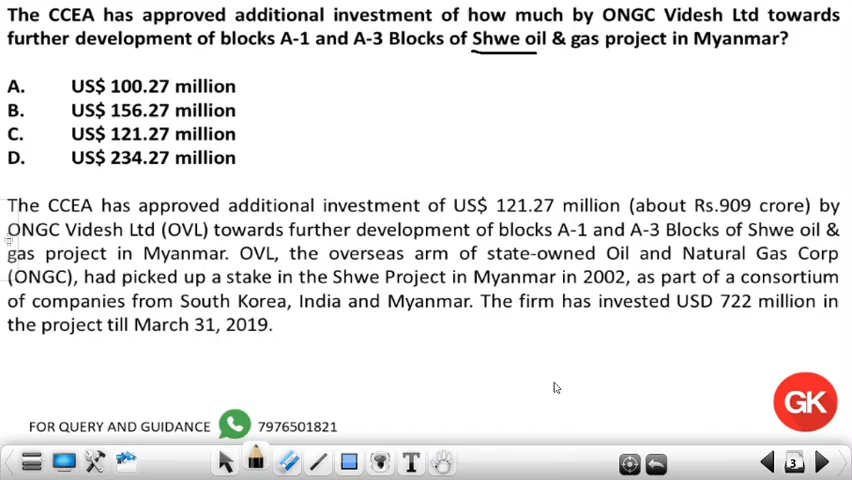 The CCEA has approved additional investment of how much by ONGC Videsh Ltd towards
further development of blocks A-1 and A-3 Blocks of Shwe oil & gas project in Myanmar?
A. US$ 100.27 million
B. US$ 156.27 million
C. US$ 121.27 million
D. US$ 234.27 million
The CCEA has approved additional investment of US$ 121.27 million (about Rs.909 crore) by
ONGC Videsh Ltd (OVL) towards further development of blocks A-1 and A-3 Blocks of Shwe oil &
gas project in Myanmar. OVL, the overseas arm of state-owned Oil and Natural Gas Corp
(ONGC), had picked up a stake in the Shwe Project in Myanmar in 2002, as part of a consortium
of companies from South Korea, India and Myanmar. The firm has invested USD 722 million in
the project till March 31, 2019.
GK
FOR QUERY AND GUIDANCE 7976501821
T
3